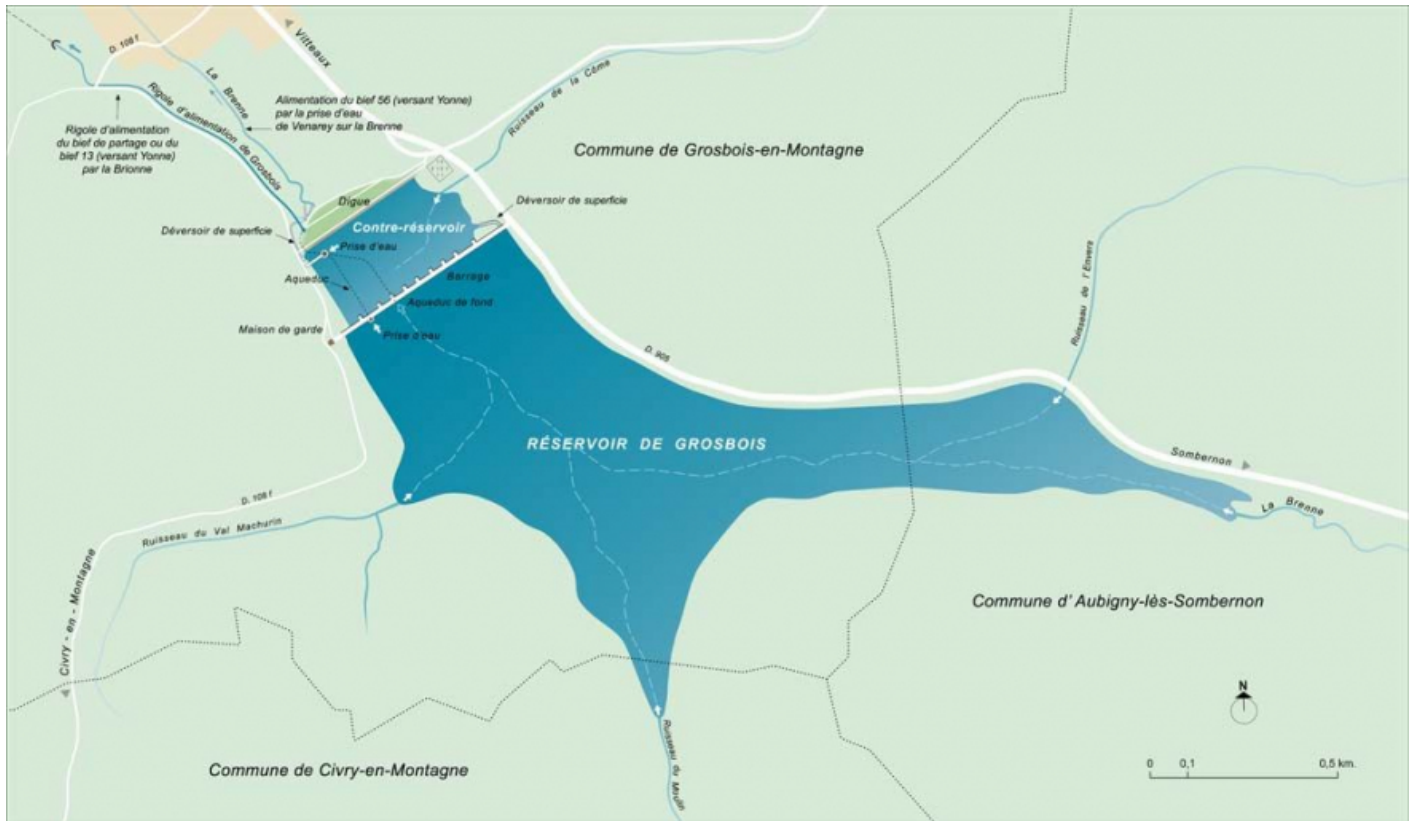 D. 108 f
Vitteaux
La Brenne
Rigole d'alimentation de Grosbois
Alimentation du bief 56 (versant Yonne)
par la prise d'eau
de Venarey sur la Brenne
Ruisseau de la Côme
Rigole d'alimentation
du bief de partage ou du
bief 13 (versant Yonne)
par la Brionne
Commune de Grosbois-en-Montagne
Digue
Déversoir de superficie
Contre-réservoir
Déversoir de superficie
Prise d'eau
Aqueduc
Barrage
Aqueduc de fond
Maison de garde
Prise d'eau
D. 905
Ruisseau de l'Envers
RÉSERVOIR DE GROSBOIS
Sombernon
La Brenne
D. 108 f
Ruisseau du Val Machurin
Civry - en - Montagne
Commune d'Aubigny-lès-Sombernon
N
Ruisseau du Moulin
Commune de Civry-en-Montagne
0 0,1 0,5 km.